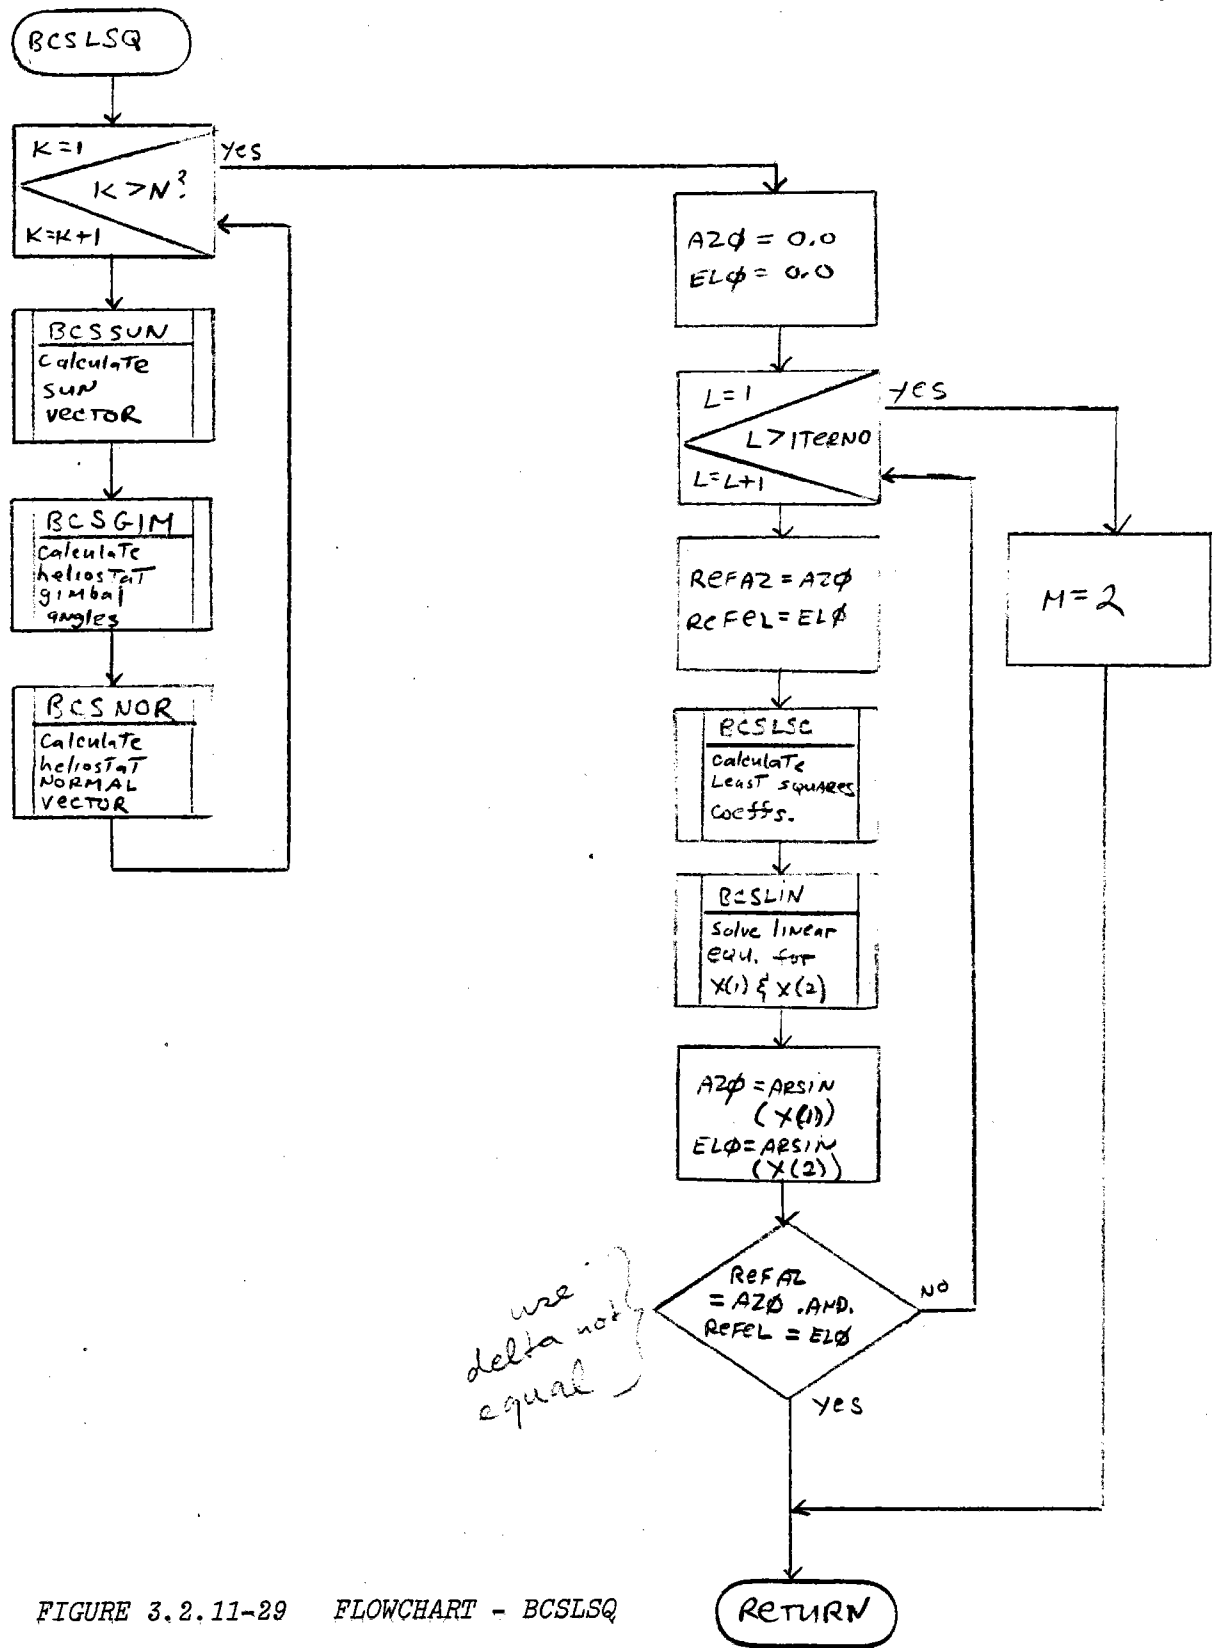 BCSLSQ
K=1
K>N?
K=K+1
Yes
BCSSUN
Calculate
SUN
Vector
BCSGIM
Calculate
heliostat
gimbal
angles
BCSNOR
Calculate
heliostat
NORMAL
Vector
AZØ = 0.0
ELØ = 0.0
L=1
L>ITERNO
L=L+1
Yes
REFAZ = AZØ
REFEL = ELØ
M=2
BCSLSC
Calculate
Least squares
Coeffs.
BCSLIN
Solve linear
equ. for
X(1) & X(2)
AZØ = ARSIN
(X(1))
ELØ = ARSIN
(X(2))
REFAZ
= AZØ .AND.
REFEL = ELØ
NO
Yes
use
delta not
equal
RETURN
FIGURE 3.2.11-29 FLOWCHART - BCSLSQ